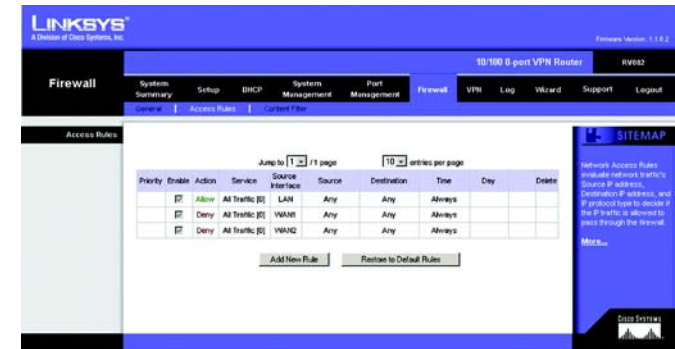 LINKSYS®
A Division of Cisco Systems, Inc.
Firmware Version: 1.1.6.2
10/100 8-port VPN Router
RV082
Firewall
System Summary
Setup
DHCP
System Management
Port Management
Firewall
VPN
Log
Wizard
Support
Logout
General | Access Rules | Content Filter
Access Rules
SITEMAP
Jump to 1 /1 page
10 entries per page
Priority Enable Action Service Source Interface Source Destination Time Day Delete
Allow All Traffic [0] LAN Any Any Always
Deny All Traffic [0] WAN1 Any Any Always
Deny All Traffic [0] WAN2 Any Any Always
Add New Rule
Restore to Default Rules
Network Access Rules
evaluate network traffic's
Source IP address,
Destination IP address, and
IP protocol type to decide if
the IP traffic is allowed to
pass through the firewall.
More...
CISCO SYSTEMS